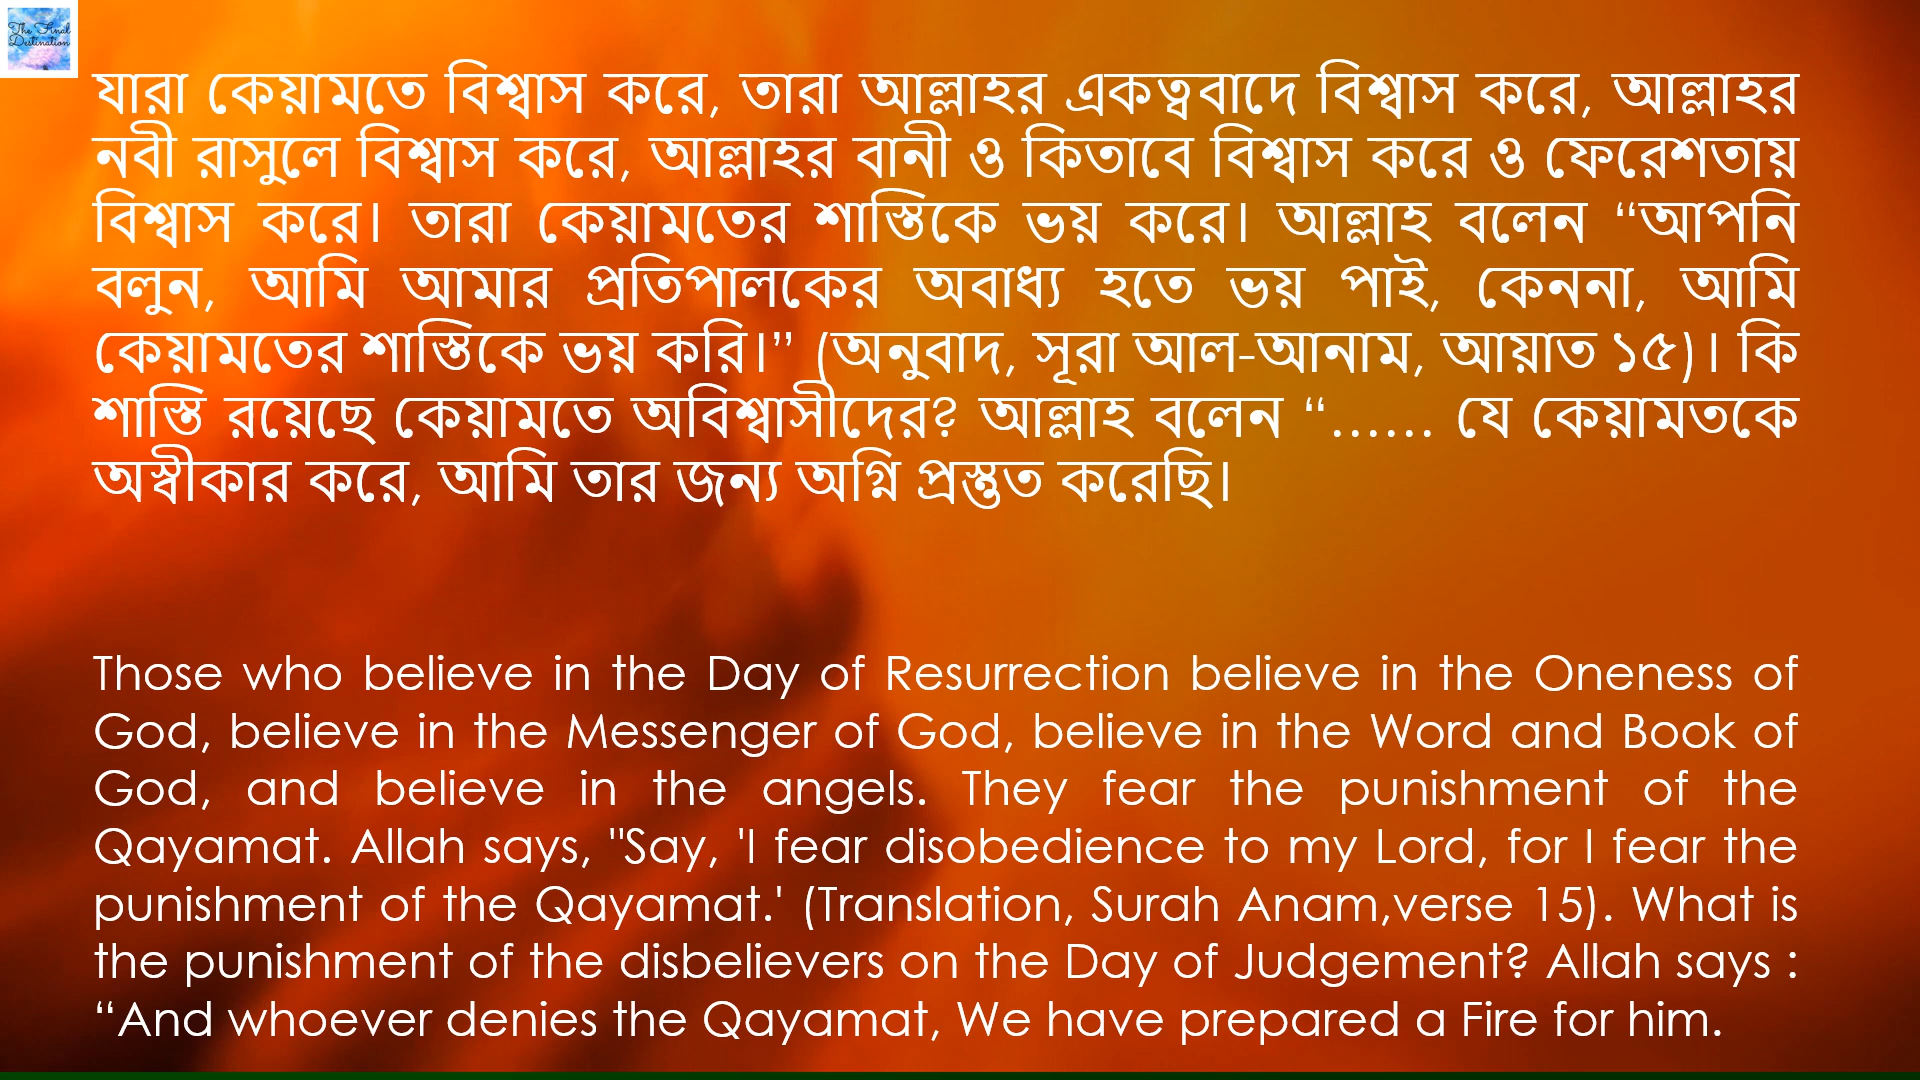 The Final
Destination
যারা কেয়ামতে বিশ্বাস করে, তারা আল্লাহর একত্ববাদে বিশ্বাস করে, আল্লাহর
নবী রাসুলে বিশ্বাস করে, আল্লাহর বানী ও কিতাবে বিশ্বাস করে ও ফেরেশতায়
বিশ্বাস করে। তারা কেয়ামতের শাস্তিকে ভয় করে। আল্লাহ বলেন “আপনি
বলুন, আমি আমার প্রতিপালকের অবাধ্য হতে ভয় পাই, কেননা, আমি
কেয়ামতের শাস্তিকে ভয় করি।” (অনুবাদ, সূরা আল-আনাম, আয়াত ১৫)। কি
শাস্তি রয়েছে কেয়ামতে অবিশ্বাসীদের? আল্লাহ বলেন “...... যে কেয়ামতকে
অস্বীকার করে, আমি তার জন্য অগ্নি প্রস্তুত করেছি।
Those who believe in the Day of Resurrection believe in the Oneness of
God, believe in the Messenger of God, believe in the Word and Book of
God, and believe in the angels. They fear the punishment of the
Qayamat. Allah says, "Say, 'I fear disobedience to my Lord, for I fear the
punishment of the Qayamat.' (Translation, Surah Anam,verse 15). What is
the punishment of the disbelievers on the Day of Judgement? Allah says :
“And whoever denies the Qayamat, We have prepared a Fire for him.